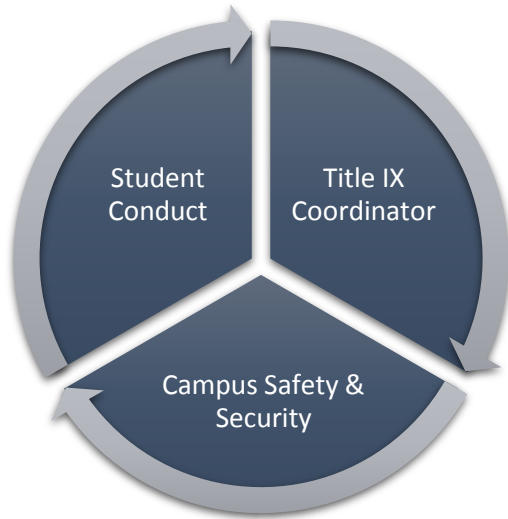 Student
Conduct
Title IX
Coordinator
Campus Safety &
Security